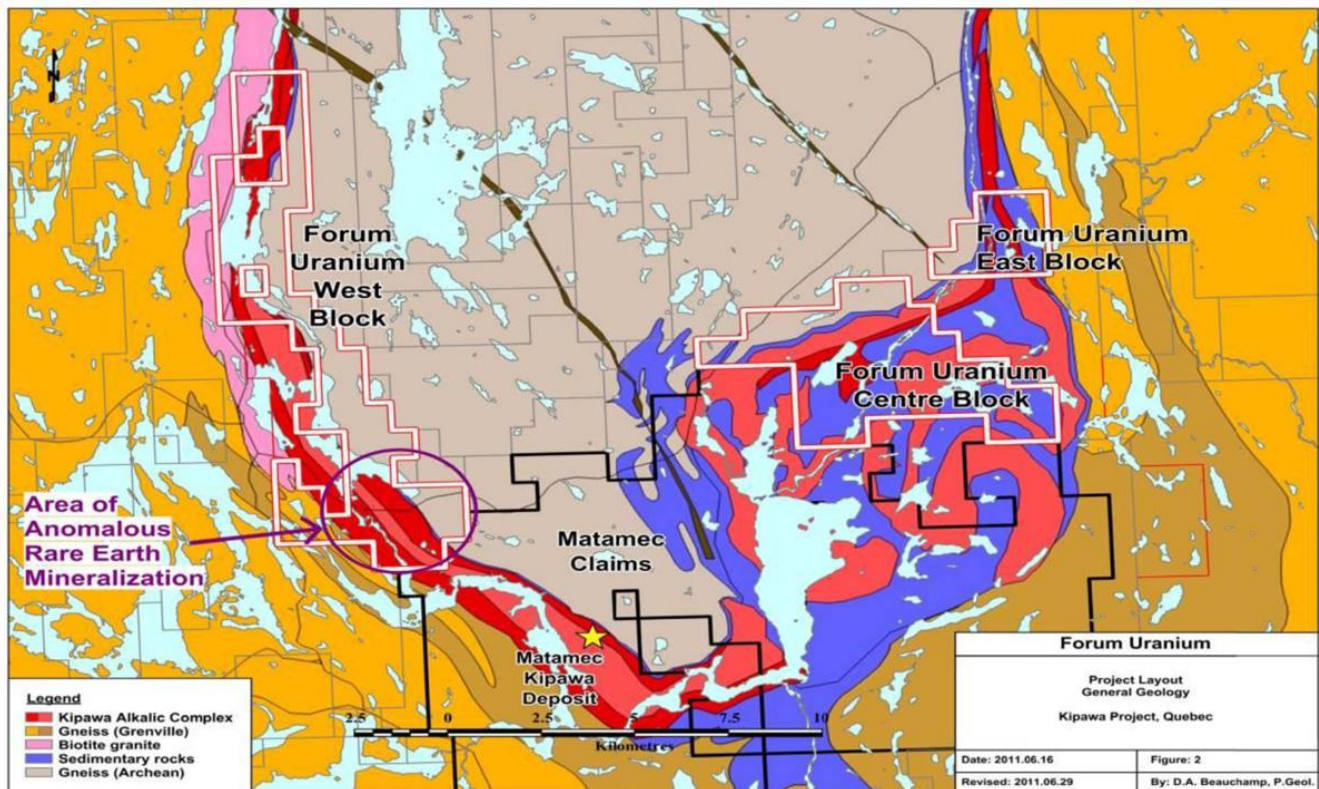 N
Forum
Uranium
West
Block
Forum Uranium
East Block
Forum Uranium
Centre Block
Area of
Anomalous
Rare Earth
Mineralization
Matamec
Claims
Matamec
Kipawa
Deposit
Legend
Kipawa Alkalic Complex
Gneiss (Grenville)
Biotite granite
Sedimentary rocks
Gneiss (Archean)
2.5 0 2.5 5 7.5 10
Kilometres
Forum Uranium
Project Layout
General Geology
Kipawa Project, Quebec
Date: 2011.06.16 Figure: 2
Revised: 2011.06.29 By: D.A. Beauchamp, P.Geol.